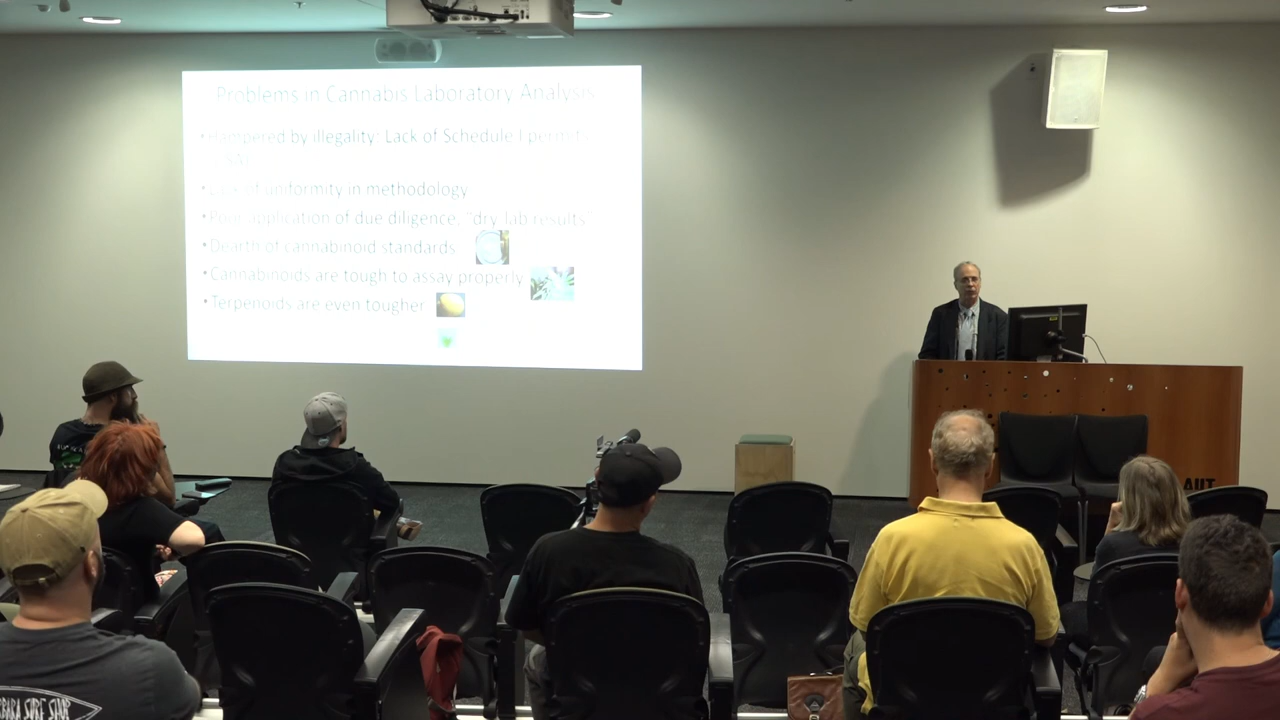 Problems in Cannabis Laboratory Analysis
•Hampered by illegality: Lack of Schedule I permits
•Lack of uniformity in methodology
•Poor application of due diligence, "dry lab results"
•Dearth of cannabinoid standards
•Cannabinoids are tough to assay properly
•Terpenoids are even tougher
AUT
SURF SHOP